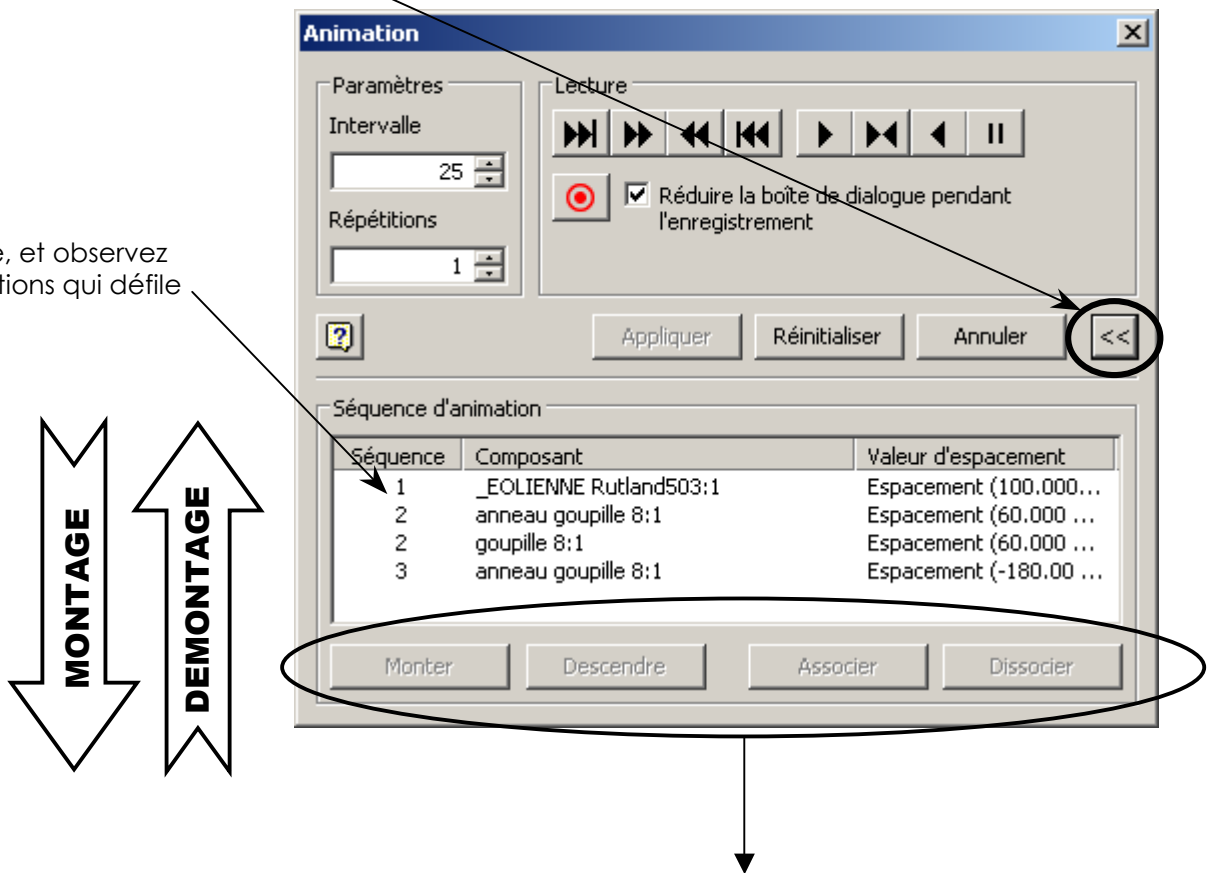 Animation
Paramètres
Lecture
Intervalle
25
Réduire la boîte de dialogue pendant
l'enregistrement
Répétitions
1
e, et observez
tions qui défile
Appliquer Réinitialiser Annuler <<
Séquence d'animation
Séquence Composant Valeur d'espacement
1 _EOLIENNE Rutland503:1 Espacement (100.000...
2 anneau goupille 8:1 Espacement (60.000 ...
2 goupille 8:1 Espacement (60.000 ...
3 anneau goupille 8:1 Espacement (-180.00 ...
MONTAGE
DEMONTAGE
Monter Descendre Associer Dissocier